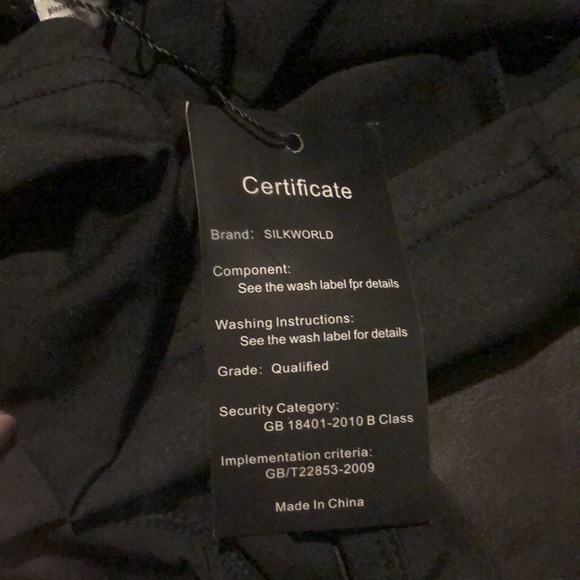 Certificate
Brand: SILKWORLD
Component:
See the wash label fpr details
Washing Instructions:
See the wash label for details
Grade: Qualified
Security Category:
GB 18401-2010 B Class
Implementation criteria:
GB/T22853-2009
Made In China